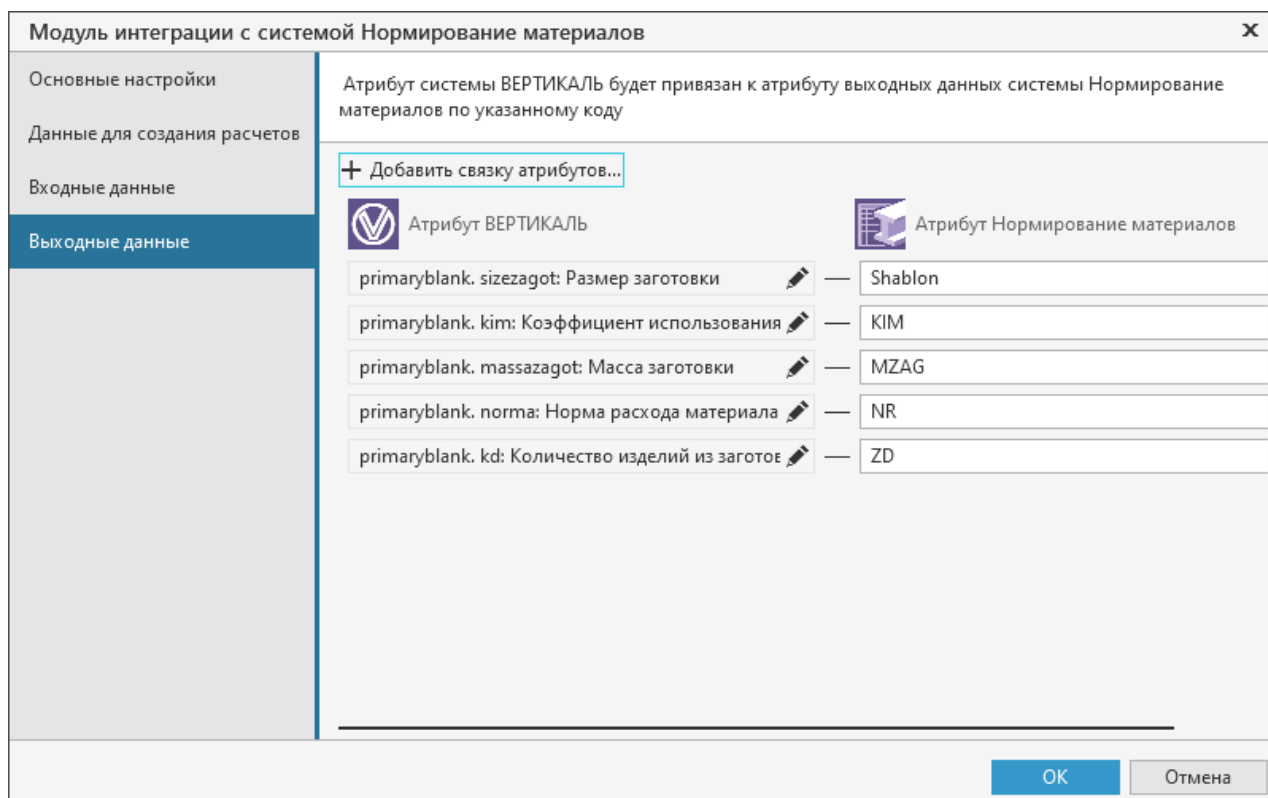 Модуль интеграции с системой Нормирование материалов
x
Основные настройки
Данные для создания расчетов
Входные данные
Выходные данные
Атрибут системы ВЕРТИКАЛЬ будет привязан к атрибуту выходных данных системы Нормирование
материалов по указанному коду
+ Добавить связку атрибутов...
Атрибут ВЕРТИКАЛЬ Атрибут Нормирование материалов
primaryblank. sizezagot: Размер заготовки — Shablon
primaryblank. kim: Коэффициент использования — KIM
primaryblank. massazagot: Масса заготовки — MZAG
primaryblank. norma: Норма расхода материала — NR
primaryblank. kd: Количество изделий из заготов — ZD
OK Отмена